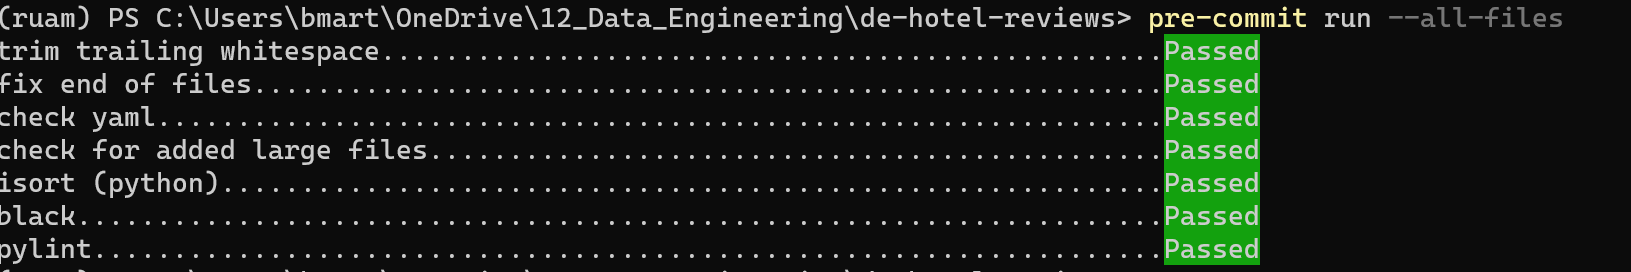 (ruam) PS C:\Users\bmart\OneDrive\12_Data_Engineering\de-hotel-reviews> pre-commit run --all-files
trim trailing whitespace.................................................Passed
fix end of files.........................................................Passed
check yaml...............................................................Passed
check for added large files..............................................Passed
isort (python)...........................................................Passed
black....................................................................Passed
pylint...................................................................Passed